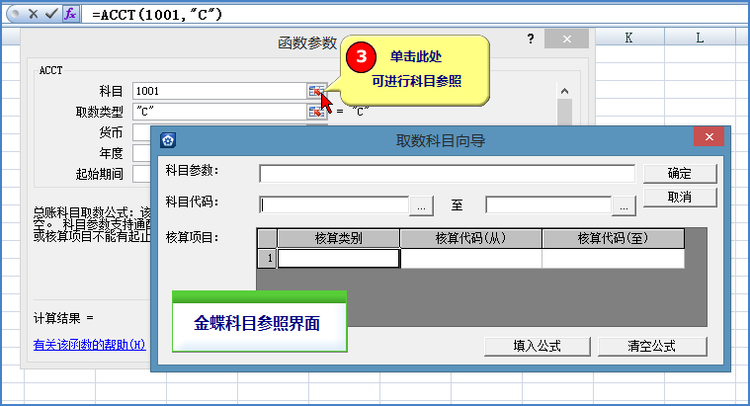 =ACCT(1001,"C")
函数参数
?
K
L
ACCT
科目
1001
取数类型
"C"
= "C"
货币
年度
起始期间
3
单击此处
可进行科目参照
取数科目向导
科目参数:
确定
科目代码:
...
至
...
取消
核算项目:
核算类别
核算代码(从)
核算代码(至)
1
总账科目取数公式: 该
空。 科目参数支持通配
或核算项目不能有起止
金蝶科目参照界面
计算结果 =
有关该函数的帮助(H)
填入公式
清空公式